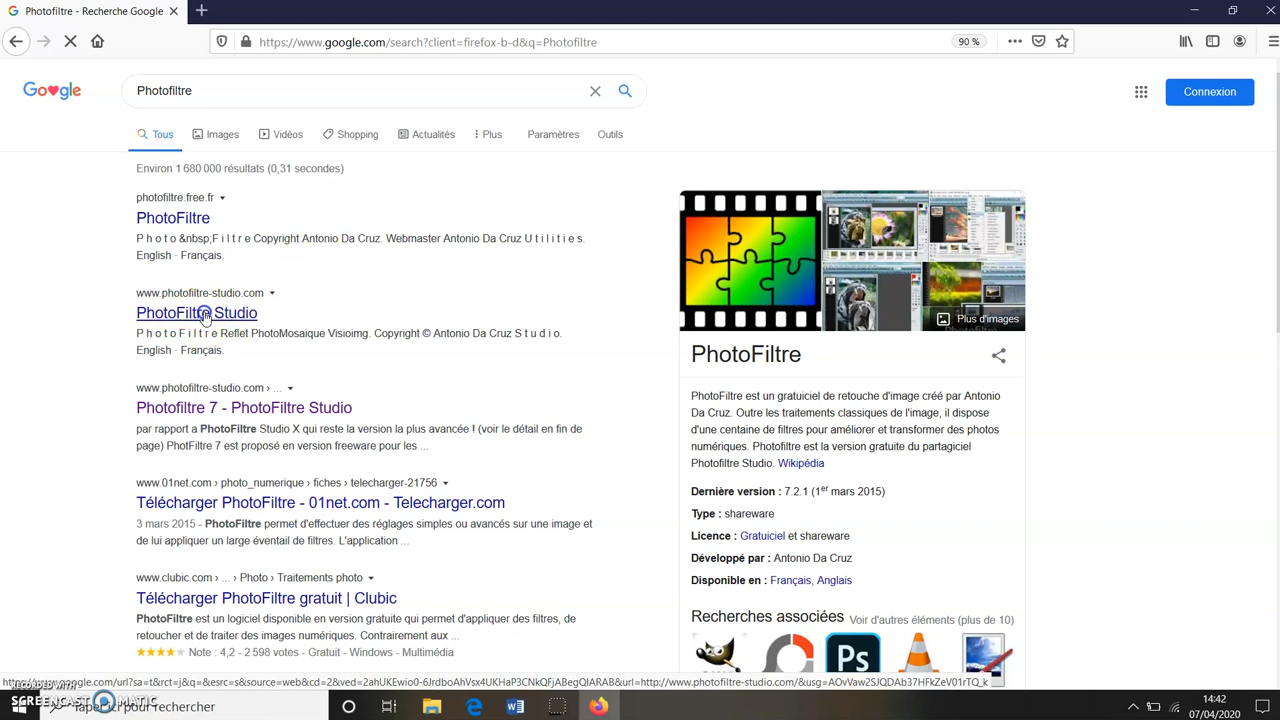 Photofiltre - Recherche Google
https://www.google.com/search?client=firefox-b-d&q=Photofiltre
90 %
Photofiltre
Connexion
Tous
Images
Vidéos
Shopping
Actualités
Plus
Paramètres
Outils
Environ 1 680 000 résultats (0,31 secondes)
photofiltre.free.fr
PhotoFiltre
P h o t o &nbsp;F i l t r e Copyright Antonio Da Cruz. Webmaster Antonio Da Cruz U t i l i t i e s.
English · Français.
www.photofiltre-studio.com
PhotoFiltre Studio
P h o t o F i l t r e Reflet Photomosaïque Visioimg. Copyright © Antonio Da Cruz S t u d i o.
English · Français.
www.photofiltre-studio.com › ...
Photofiltre 7 - PhotoFiltre Studio
par rapport a PhotoFiltre Studio X qui reste la version la plus avancée ! (voir le détail en fin de
page) PhotFiltre 7 est proposé en version freeware pour les ...
www.01net.com › photo_numerique › fiches › telecharger-21756
Télécharger PhotoFiltre - 01net.com - Telecharger.com
3 mars 2015 - PhotoFiltre permet d'effectuer des réglages simples ou avancés sur une image et
de lui appliquer un large éventail de filtres. L'application ...
www.clubic.com › ... › Photo › Traitements photo
Télécharger PhotoFiltre gratuit | Clubic
PhotoFiltre est un logiciel disponible en version gratuite qui permet d'appliquer des filtres, de
retoucher et de traiter des images numériques. Contrairement aux ...
Note : 4,2 - 2 598 votes - Gratuit - Windows - Multimédia
Plus d'images
PhotoFiltre
PhotoFiltre est un gratuiciel de retouche d'image créé par Antonio
Da Cruz. Outre les traitements classiques de l'image, il dispose
d'une centaine de filtres pour améliorer et transformer des photos
numériques. Photofiltre est la version gratuite du partagiciel
Photofiltre Studio. Wikipédia
Dernière version : 7.2.1 (1er mars 2015)
Type : shareware
Licence : Gratuiciel et shareware
Développé par : Antonio Da Cruz
Disponible en : Français, Anglais
Recherches associées
Voir d'autres éléments (plus de 10)
Ps
RECORDED WITH
SCREENCAST MATIC
pour rechercher
14:42
07/04/2020